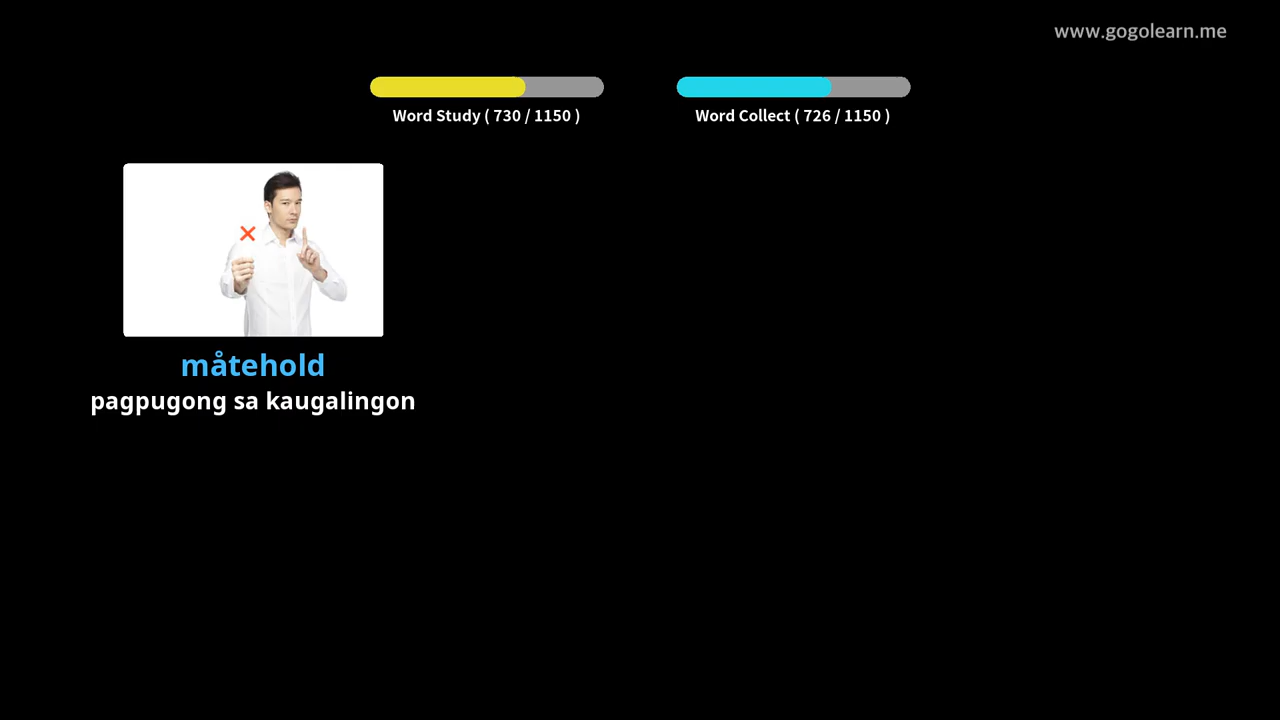 www.gogolearn.me
Word Study ( 730 / 1150 )
Word Collect ( 726 / 1150 )
måtehold
pagpugong sa kaugalingon